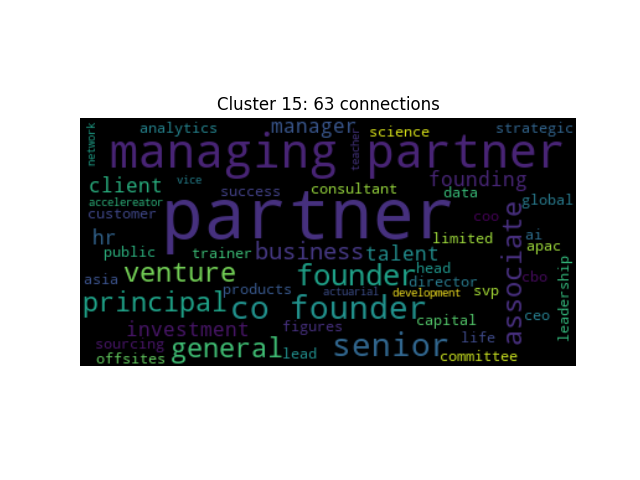 Cluster 15: 63 connections
network analytics manager science strategic
managing partner
teacher
client vice success consultant founding data global
accelereator
customer partner coo associate
hr limited ai
public trainer business talent apac
asia venture founder head director cbo leadership
products actuarial development svp
principal co founder capital ceo
investment figures life
sourcing general lead senior committee
offsites